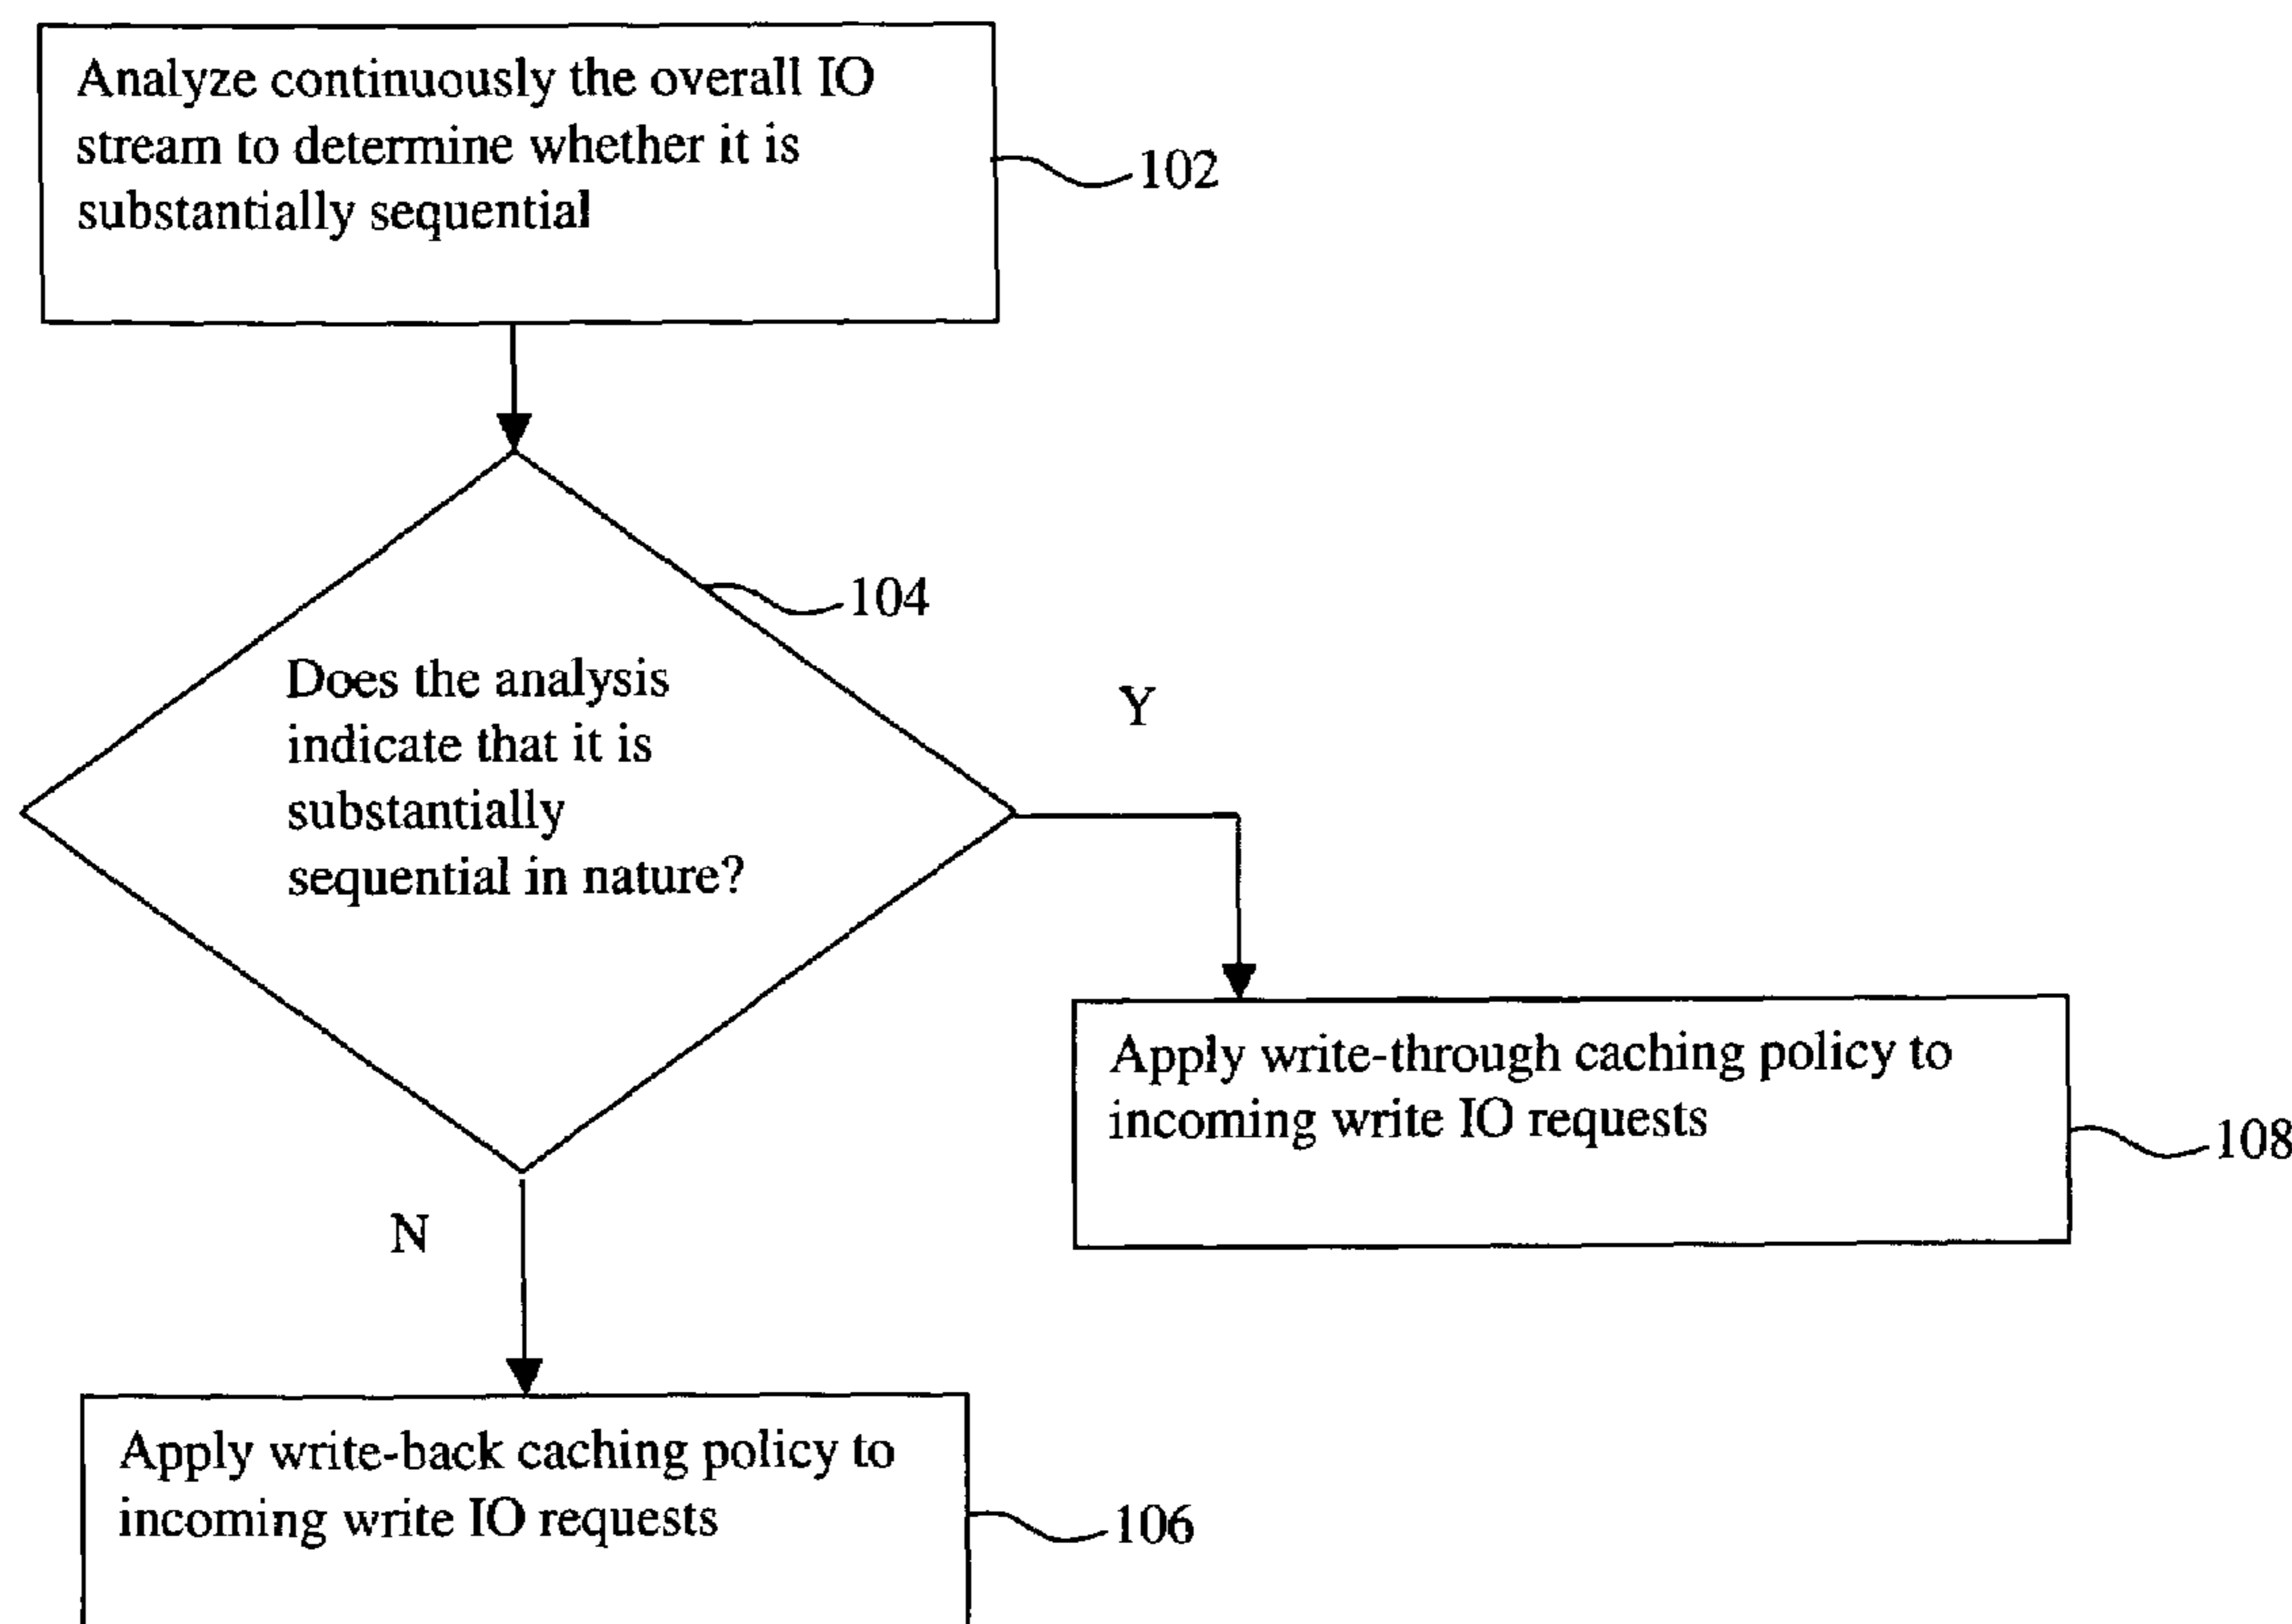 Analyze continuously the overall IO
stream to determine whether it is
substantially sequential
102
104
Does the analysis
indicate that it is
substantially
sequential in nature?
Y
Apply write-through caching policy to
incoming write IO requests
108
N
Apply write-back caching policy to
incoming write IO requests
106